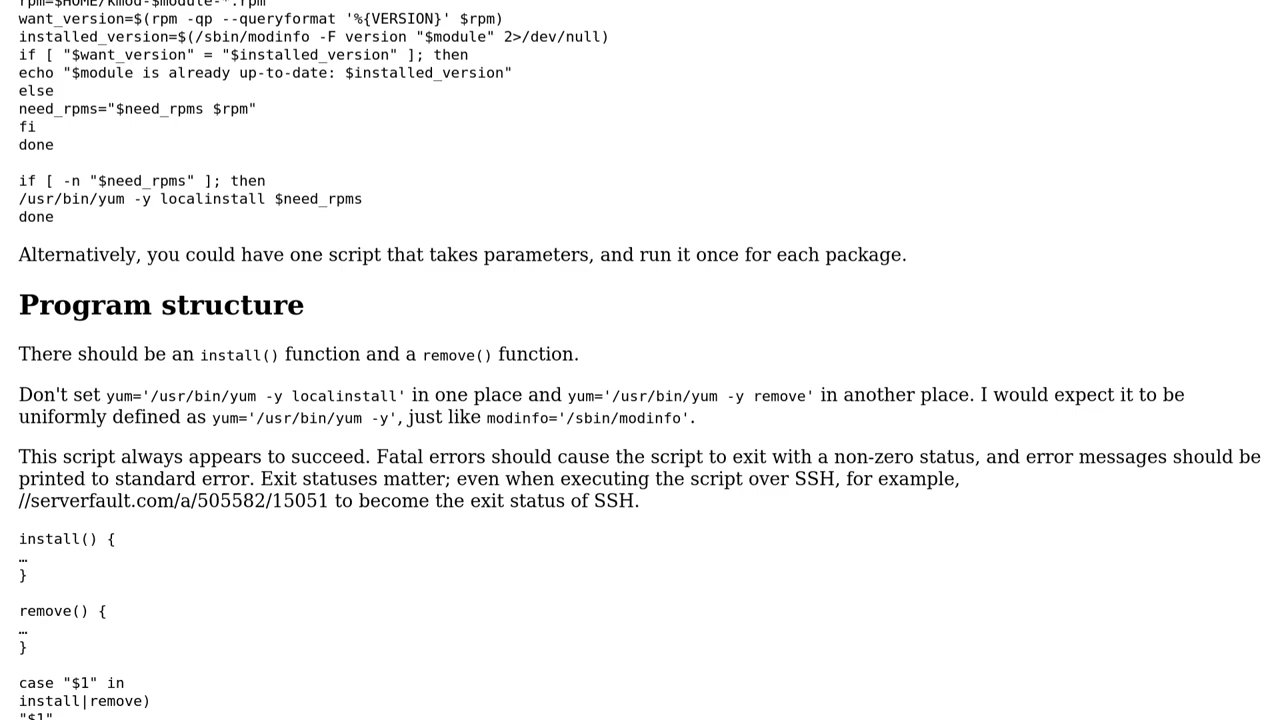 rpm=$HOME/kmod-$module-*.rpm
want_version=$(rpm -qp --queryformat '%{VERSION}' $rpm)
installed_version=$(/sbin/modinfo -F version "$module" 2>/dev/null)
if [ "$want_version" = "$installed_version" ]; then
echo "$module is already up-to-date: $installed_version"
else
need_rpms="$need_rpms $rpm"
fi
done
if [ -n "$need_rpms" ]; then
/usr/bin/yum -y localinstall $need_rpms
done
Alternatively, you could have one script that takes parameters, and run it once for each package.
Program structure
There should be an install() function and a remove() function.
Don't set yum='/usr/bin/yum -y localinstall' in one place and yum='/usr/bin/yum -y remove' in another place. I would expect it to be
uniformly defined as yum='/usr/bin/yum -y', just like modinfo='/sbin/modinfo'.
This script always appears to succeed. Fatal errors should cause the script to exit with a non-zero status, and error messages should be
printed to standard error. Exit statuses matter; even when executing the script over SSH, for example,
//serverfault.com/a/505582/15051 to become the exit status of SSH.
install() {
…
}
remove() {
…
}
case "$1" in
install|remove)
"$1"